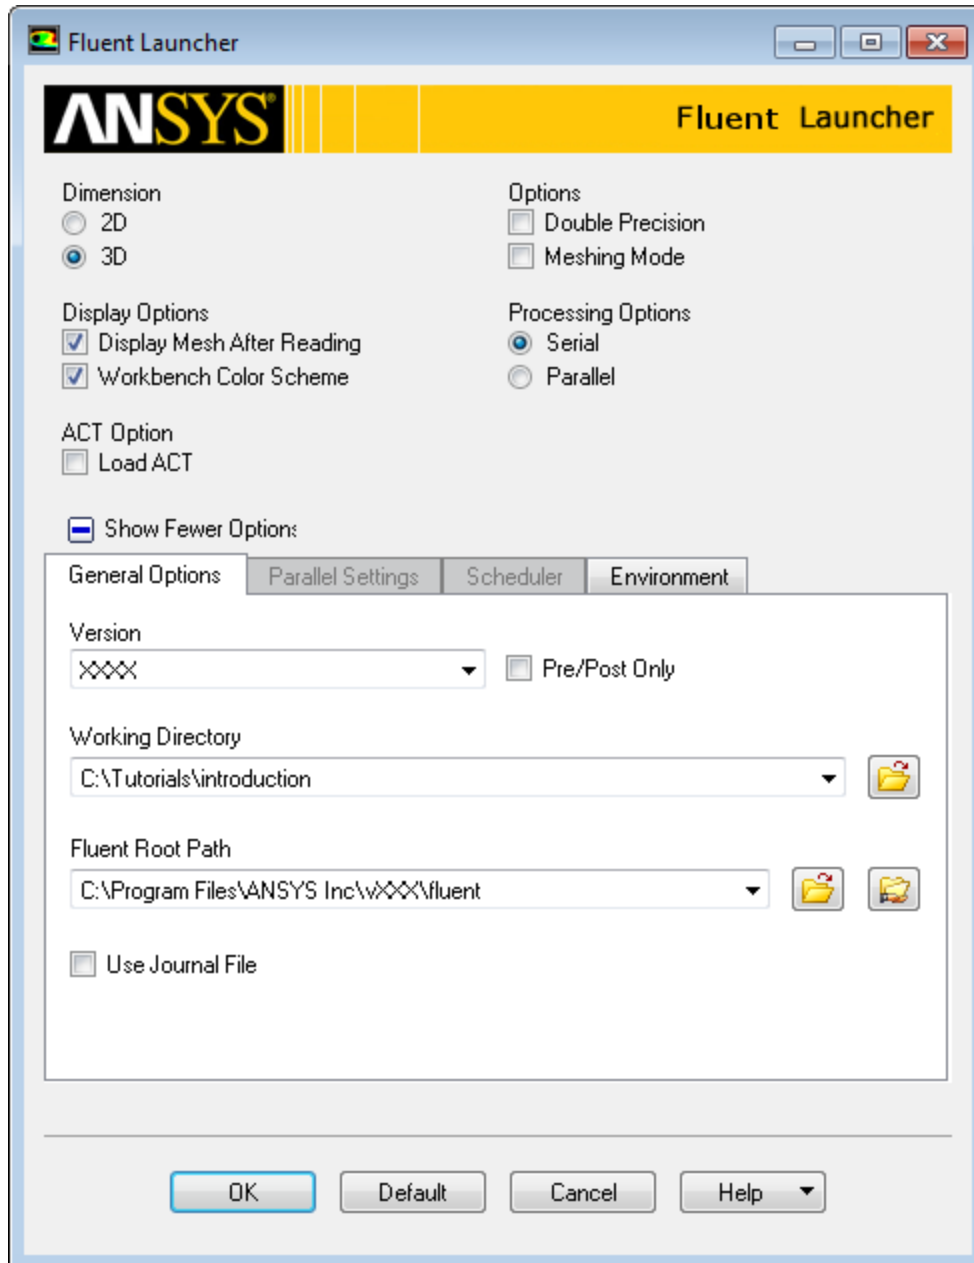 Fluent Launcher
ANSYS® Fluent Launcher
Dimension
2D
3D
Options
Double Precision
Meshing Mode
Display Options
Display Mesh After Reading
Workbench Color Scheme
Processing Options
Serial
Parallel
ACT Option
Load ACT
Show Fewer Options
General Options Parallel Settings Scheduler Environment
Version
XXXX Pre/Post Only
Working Directory
C:\Tutorials\introduction
Fluent Root Path
C:\Program Files\ANSYS Inc\vXXX\fluent
Use Journal File
OK Default Cancel Help